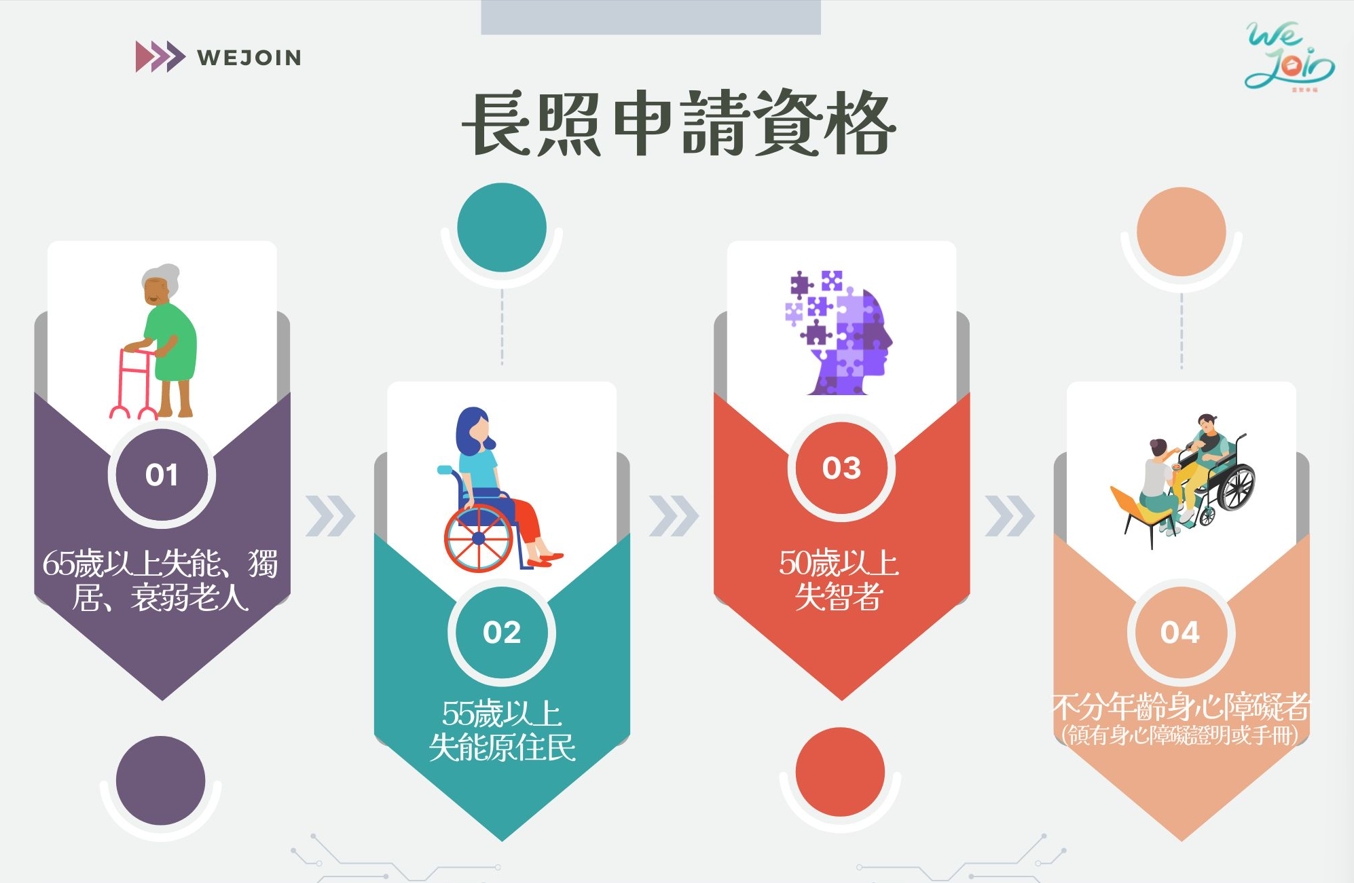 WEJOIN
We
Join
長照申請資格
01
65歲以上失能、獨
居、衰弱老人
02
55歲以上
失能原住民
03
50歲以上
失智者
04
不分年齡身心障礙者
(領有身心障礙證明或手冊)